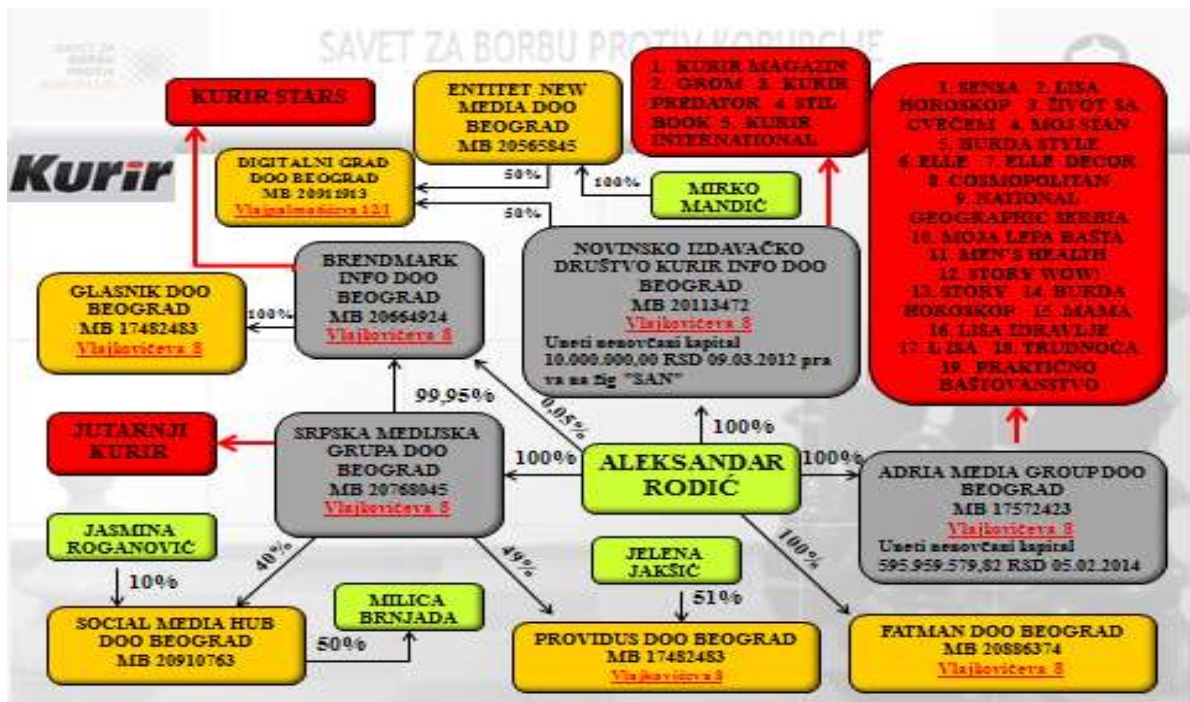 SAVET ZA BORBU PROTIV KORUPCIJE
Kurir
KURIR STARS
ENTITET NEW
MEDIA DOO
BEOGRAD
MB 20565845
1. KURIR MAGAZIN
2. GROM 3. KURIR
PREDATOR 4. STIL
BOOK 5. KURIR
INTERNATIONAL
1. SENSA 2. LISA
HOROSKOP 3. ŽIVOT SA
CVEĆEM 4. MOJ STAN
5. BURDA STYLE
6. ELLE 7. ELLE DECOR
8. COSMOPOLITAN
9. NATIONAL
GEOGRAPHIC SERBIA
10. MOJA LEPA BAŠTA
11. MEN'S HEALTH
12. STORY WOW!
13. STORY 14. BURDA
HOROSKOP 15. MAMA
16. LISA ZDRAVLJE
17. LISA 18. TRUDNOĆA
19. PRAKTIČNO
BAŠTOVANSTVO
DIGITALNI GRAD
DOO BEOGRAD
MB 20911913
12/1
50%
100%
50%
MIRKO
MANDIĆ
BRENDMARK
INFO DOO
BEOGRAD
MB 20664924
Vlajkovićeva 8
NOVINSKO IZDAVAČKO
DRUŠTVO KURIR INFO DOO
BEOGRAD
MB 20113472
Vlajkovićeva 8
Uneti nenovčani kapital
10.000.000,00 RSD 09.03.2012 pra
va na žig "SAN"
GLASNIK DOO
BEOGRAD
MB 17482483
Vlajkovićeva 8
100%
99,95%
0,05%
100%
JUTARNJI
KURIR
SRPSKA MEDIJSKA
GRUPA DOO
BEOGRAD
MB 20768045
Vlajkovićeva 8
100%
ALEKSANDAR
RODIĆ
100%
ADRIA MEDIA GROUP DOO
BEOGRAD
MB 17572423
Vlajkovićeva 8
Uneti nenovčani kapital
595.959.579,82 RSD 05.02.2014
JASMINA
ROGANOVIĆ
10%
40%
49%
100%
JELENA
JAKŠIĆ
51%
MILICA
BRNJADA
50%
SOCIAL MEDIA HUB
DOO BEOGRAD
MB 20910763
PROVIDUS DOO BEOGRAD
MB 17482483
Vlajkovićeva 8
FATMAN DOO BEOGRAD
MB 20886374
Vlajkovićeva 8